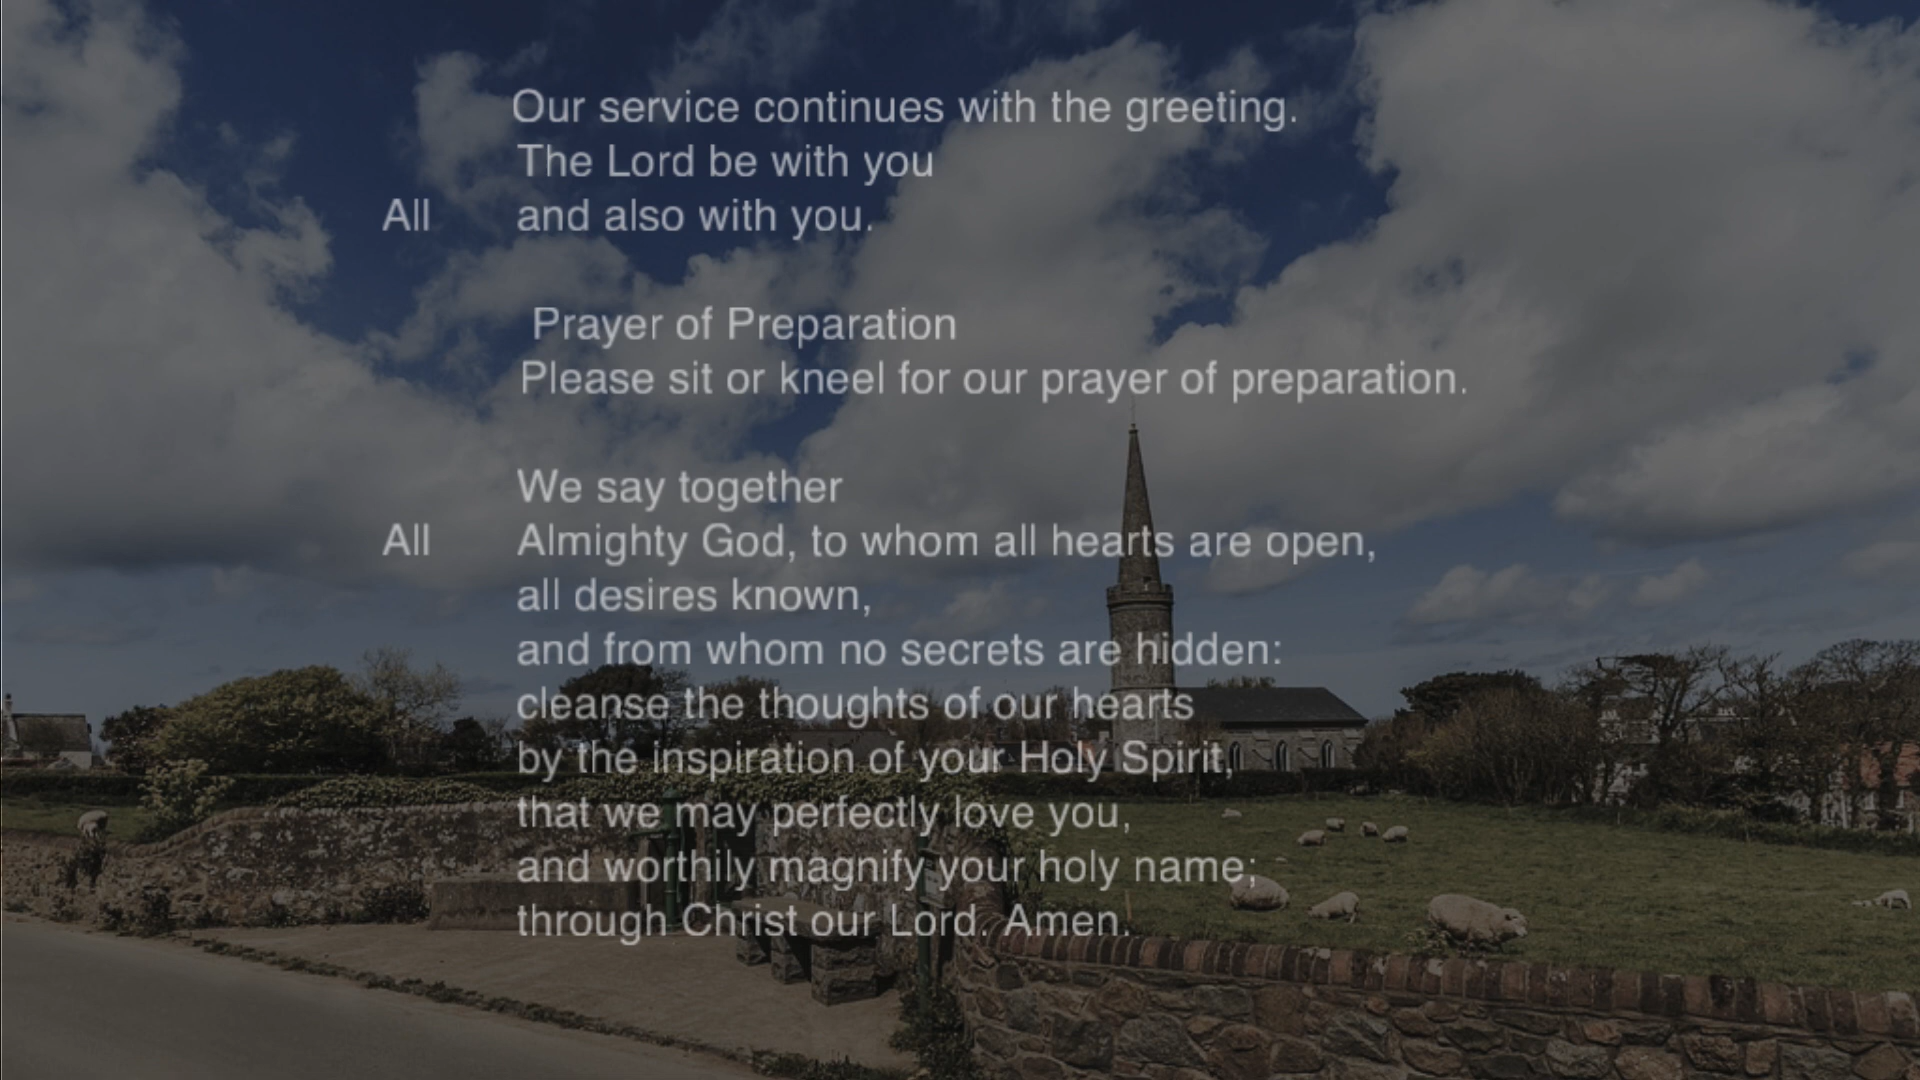 Our service continues with the greeting.
The Lord be with you
All and also with you.
Prayer of Preparation
Please sit or kneel for our prayer of preparation.
We say together
All Almighty God, to whom all hearts are open,
all desires known,
and from whom no secrets are hidden:
cleanse the thoughts of our hearts
by the inspiration of your Holy Spirit,
that we may perfectly love you,
and worthily magnify your holy name;
through Christ our Lord. Amen.